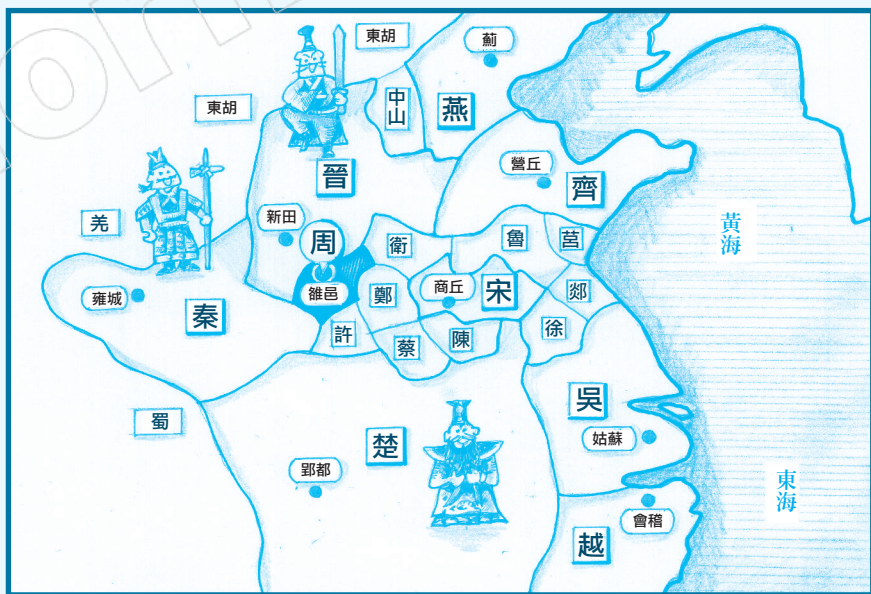 東胡
薊
東胡
中山
燕
營丘
齊
晉
羌
新田
周
衛
魯
莒
黃海
雒邑
鄭
商丘
宋
郯
雍城
秦
許
蔡
陳
徐
蜀
吳
楚
姑蘇
郢都
東海
會稽
越